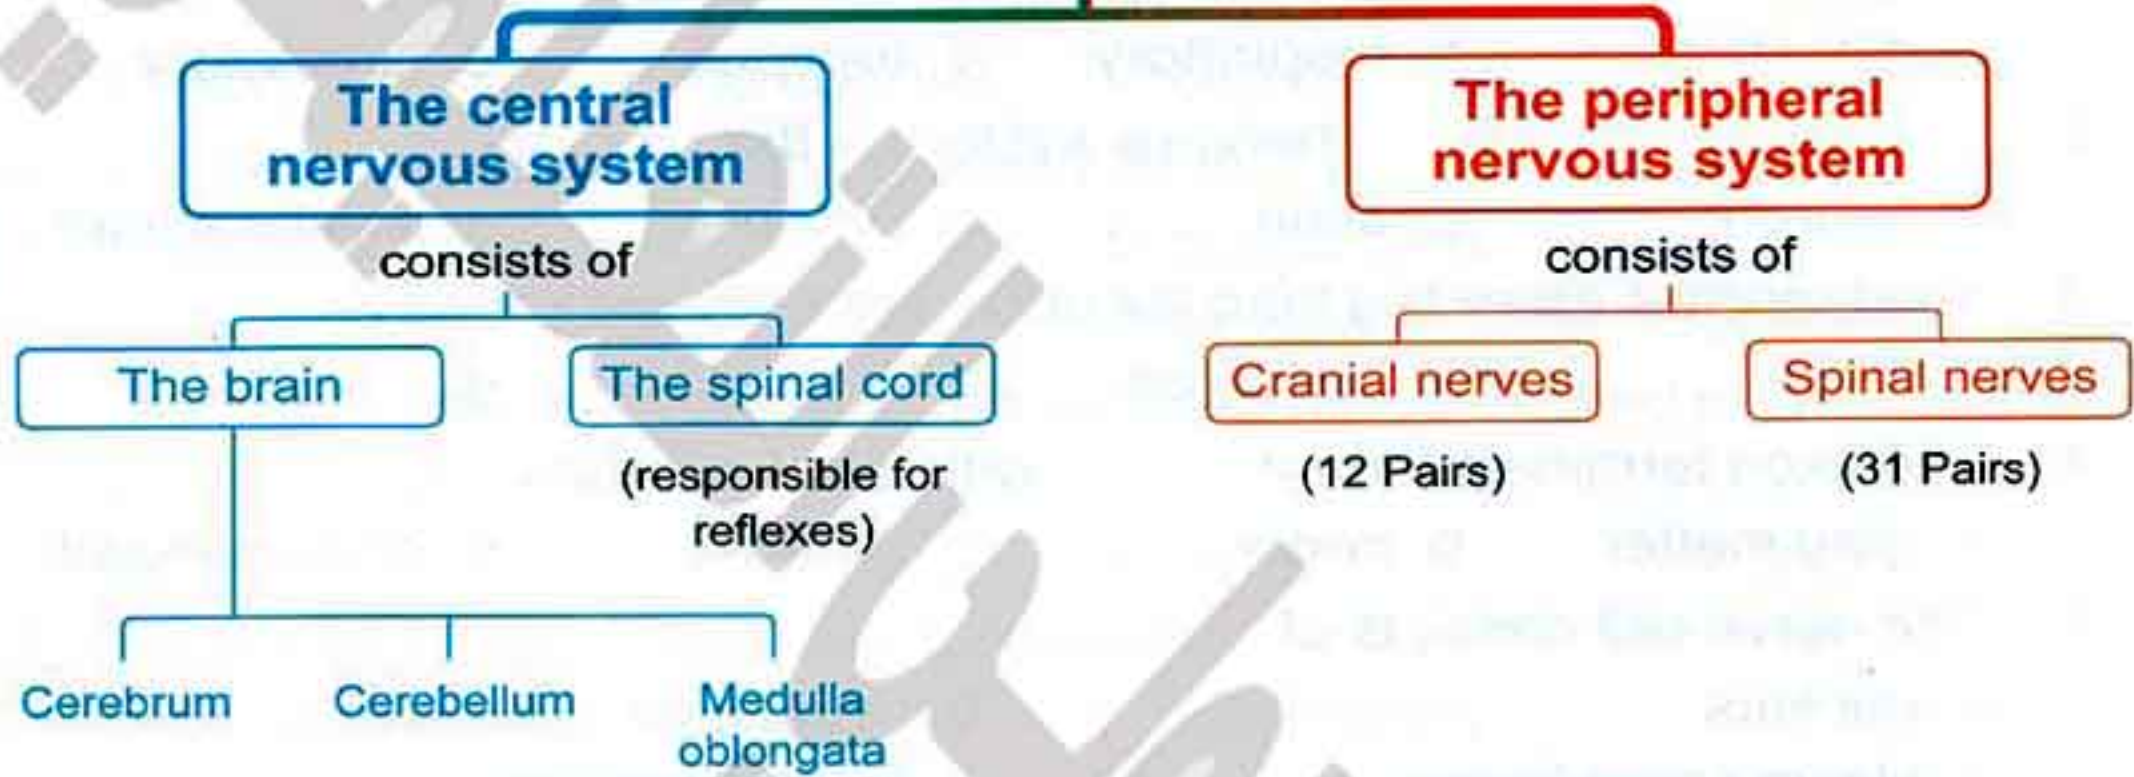 The central
nervous system
The peripheral
nervous system
consists of
consists of
The brain
The spinal cord
Cranial nerves
Spinal nerves
(responsible for
reflexes)
(12 Pairs)
(31 Pairs)
Cerebrum
Cerebellum
Medulla
oblongata